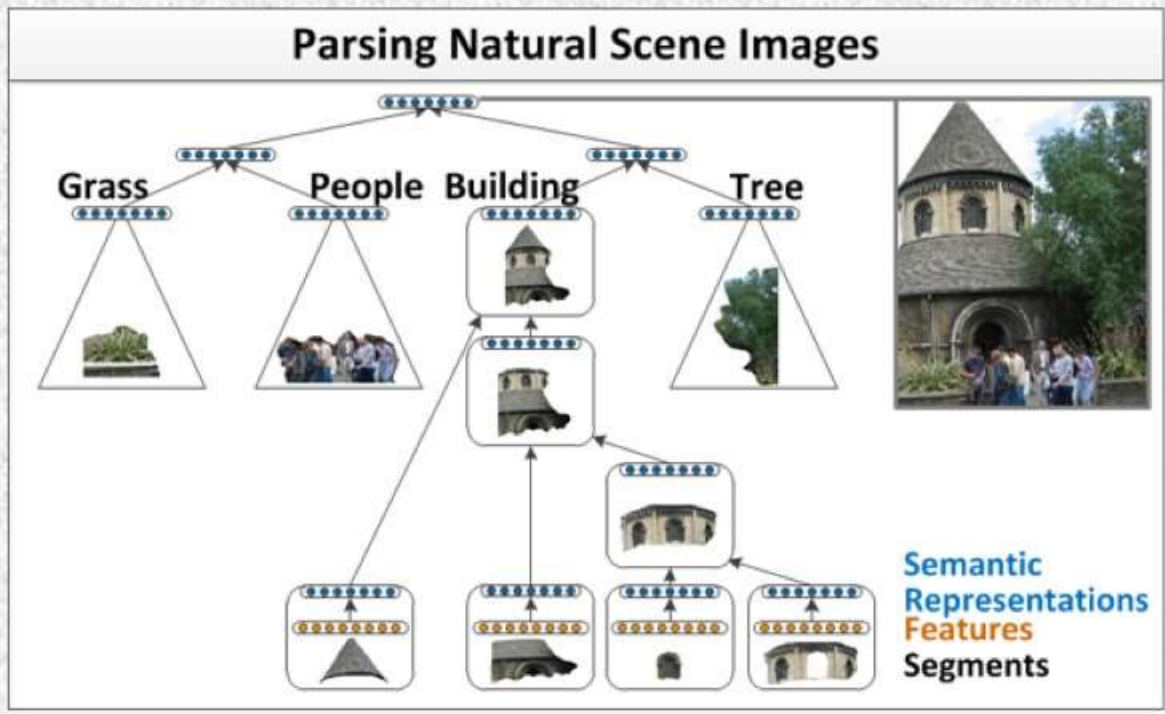 Parsing Natural Scene Images
Grass People Building Tree
Semantic
Representations
Features
Segments